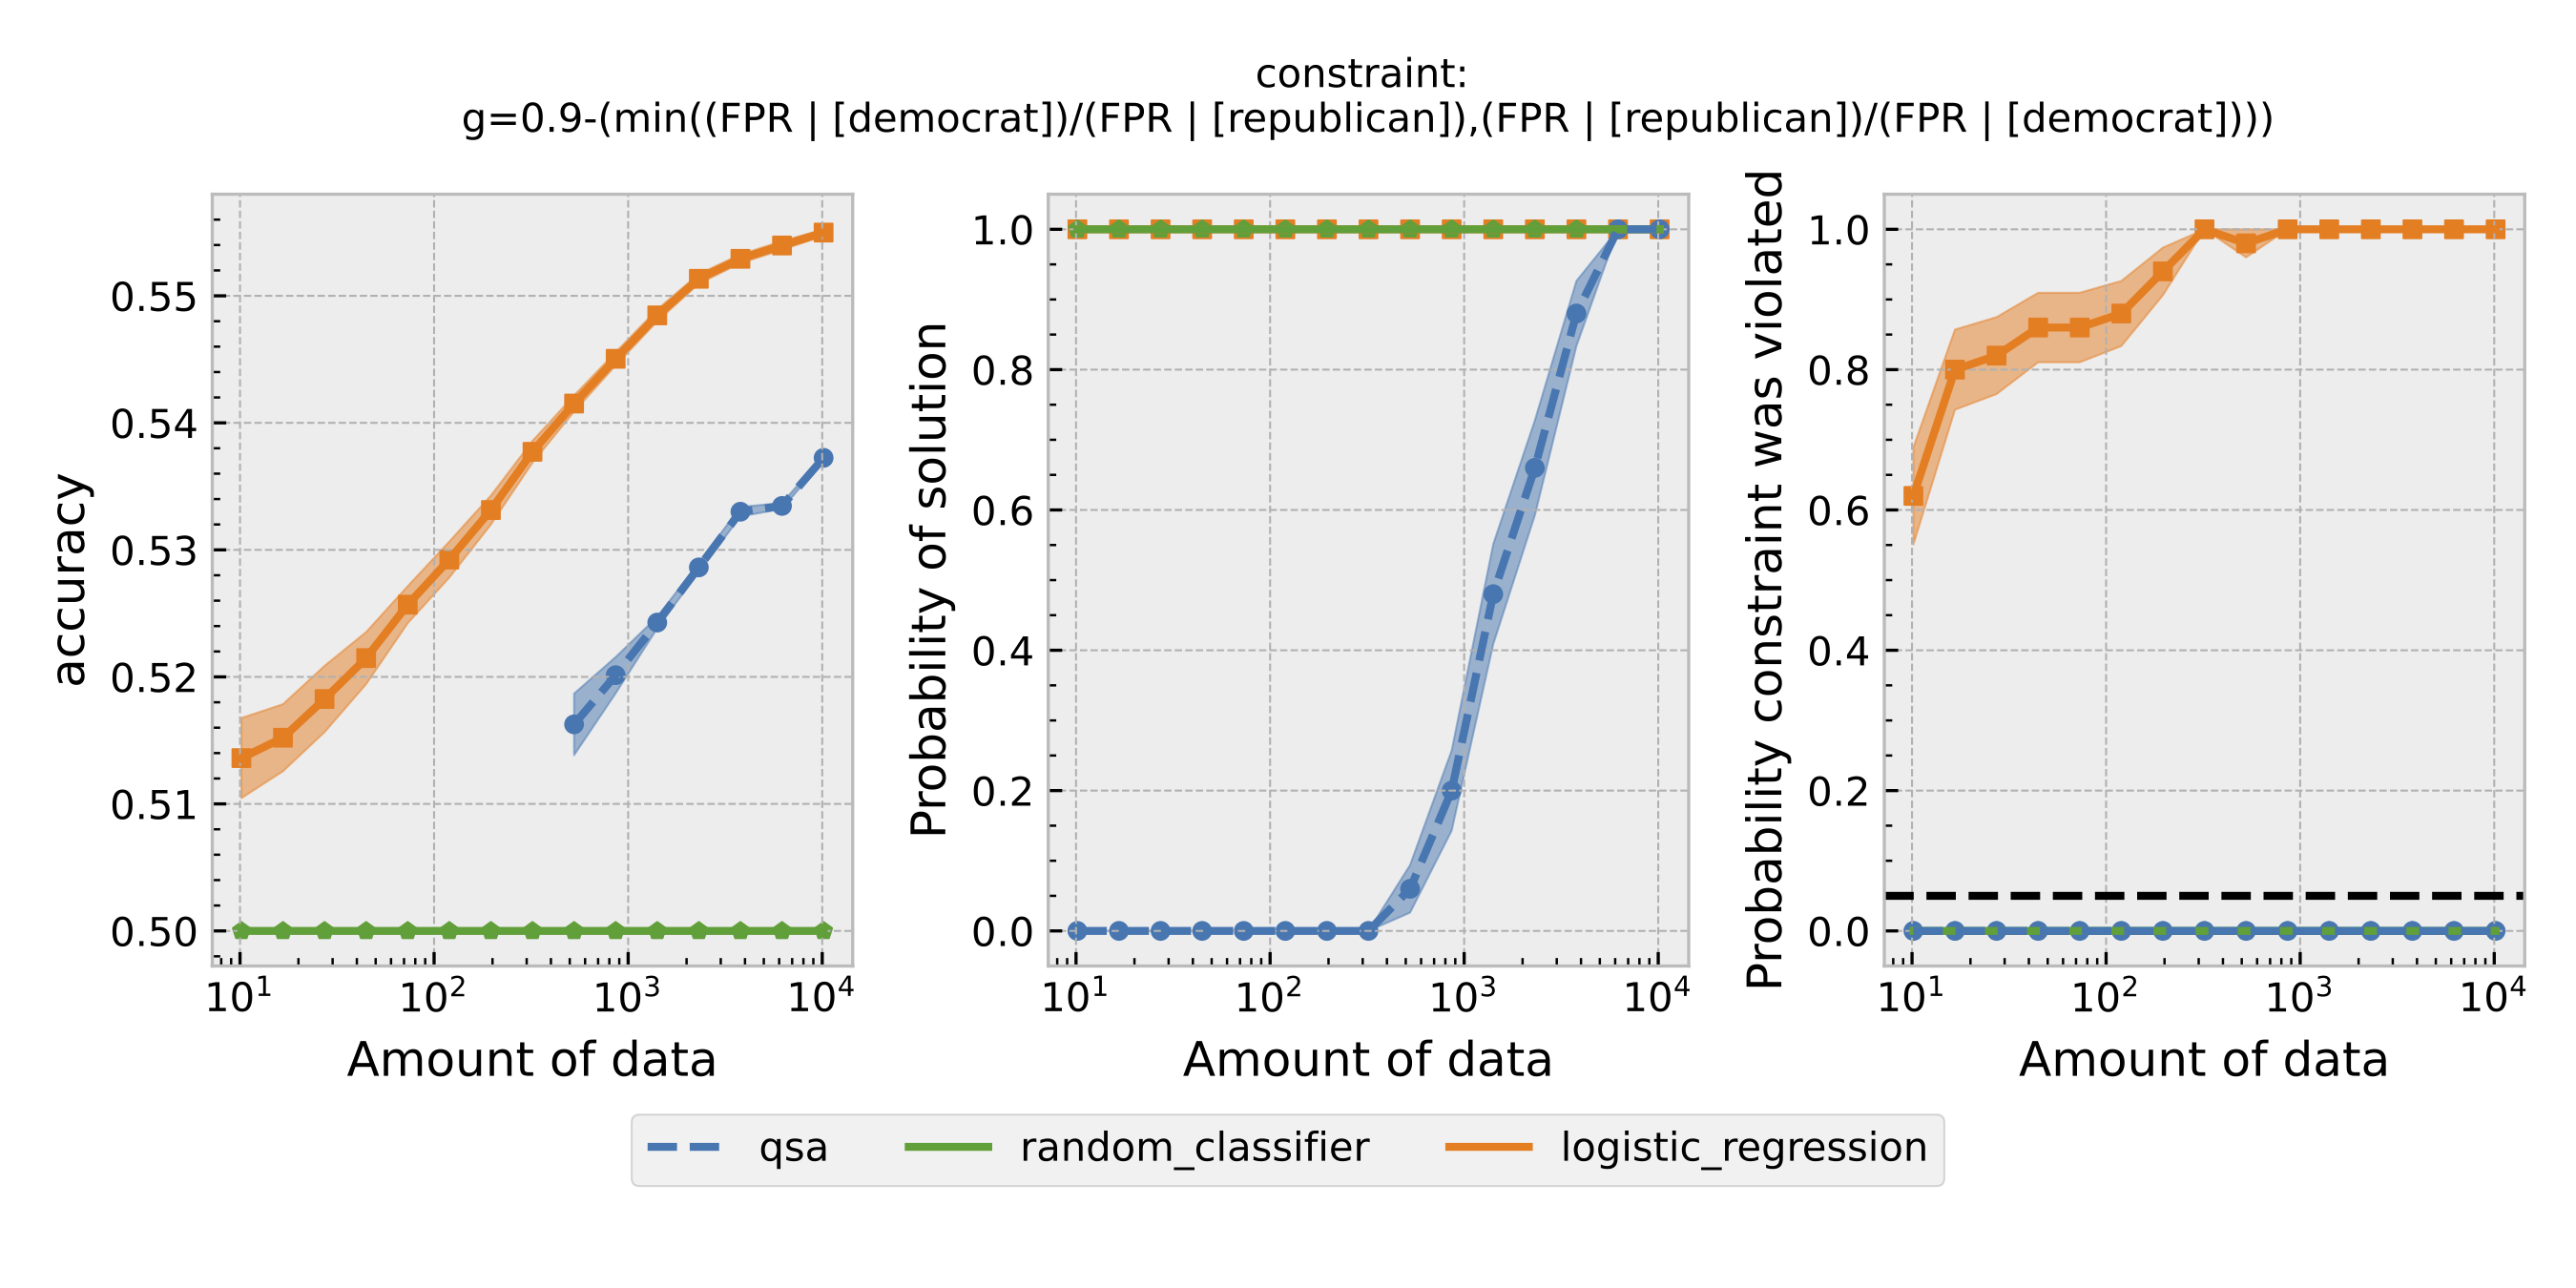 constraint:
g=0.9-(min((FPR | [democrat])/(FPR | [republican]),(FPR | [republican])/(FPR | [democrat])))
accuracy
0.55
0.54
0.53
0.52
0.51
0.50
10¹ 10² 10³ 10⁴
Amount of data
Probability of solution
1.0
0.8
0.6
0.4
0.2
0.0
10¹ 10² 10³ 10⁴
Amount of data
Probability constraint was violated
1.0
0.8
0.6
0.4
0.2
0.0
10¹ 10² 10³ 10⁴
Amount of data
qsa random_classifier logistic_regression